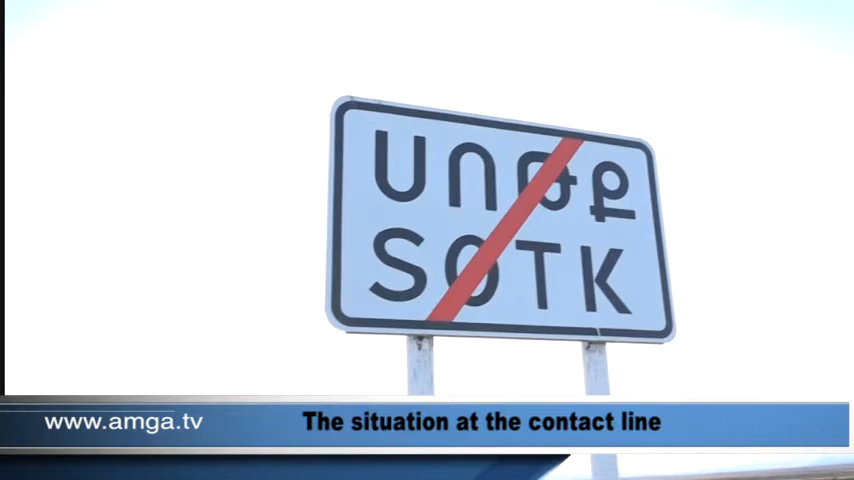 ՍՈԹՔ
SOTK
www.amga.tv
The situation at the contact line